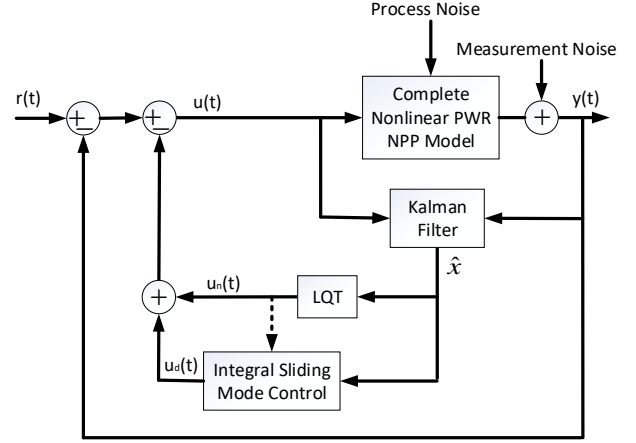 Process Noise
Measurement Noise
r(t)
u(t)
Complete
Nonlinear PWR
NPP Model
y(t)
Kalman
Filter
x̂
uₙ(t)
LQT
u_d(t)
Integral Sliding
Mode Control